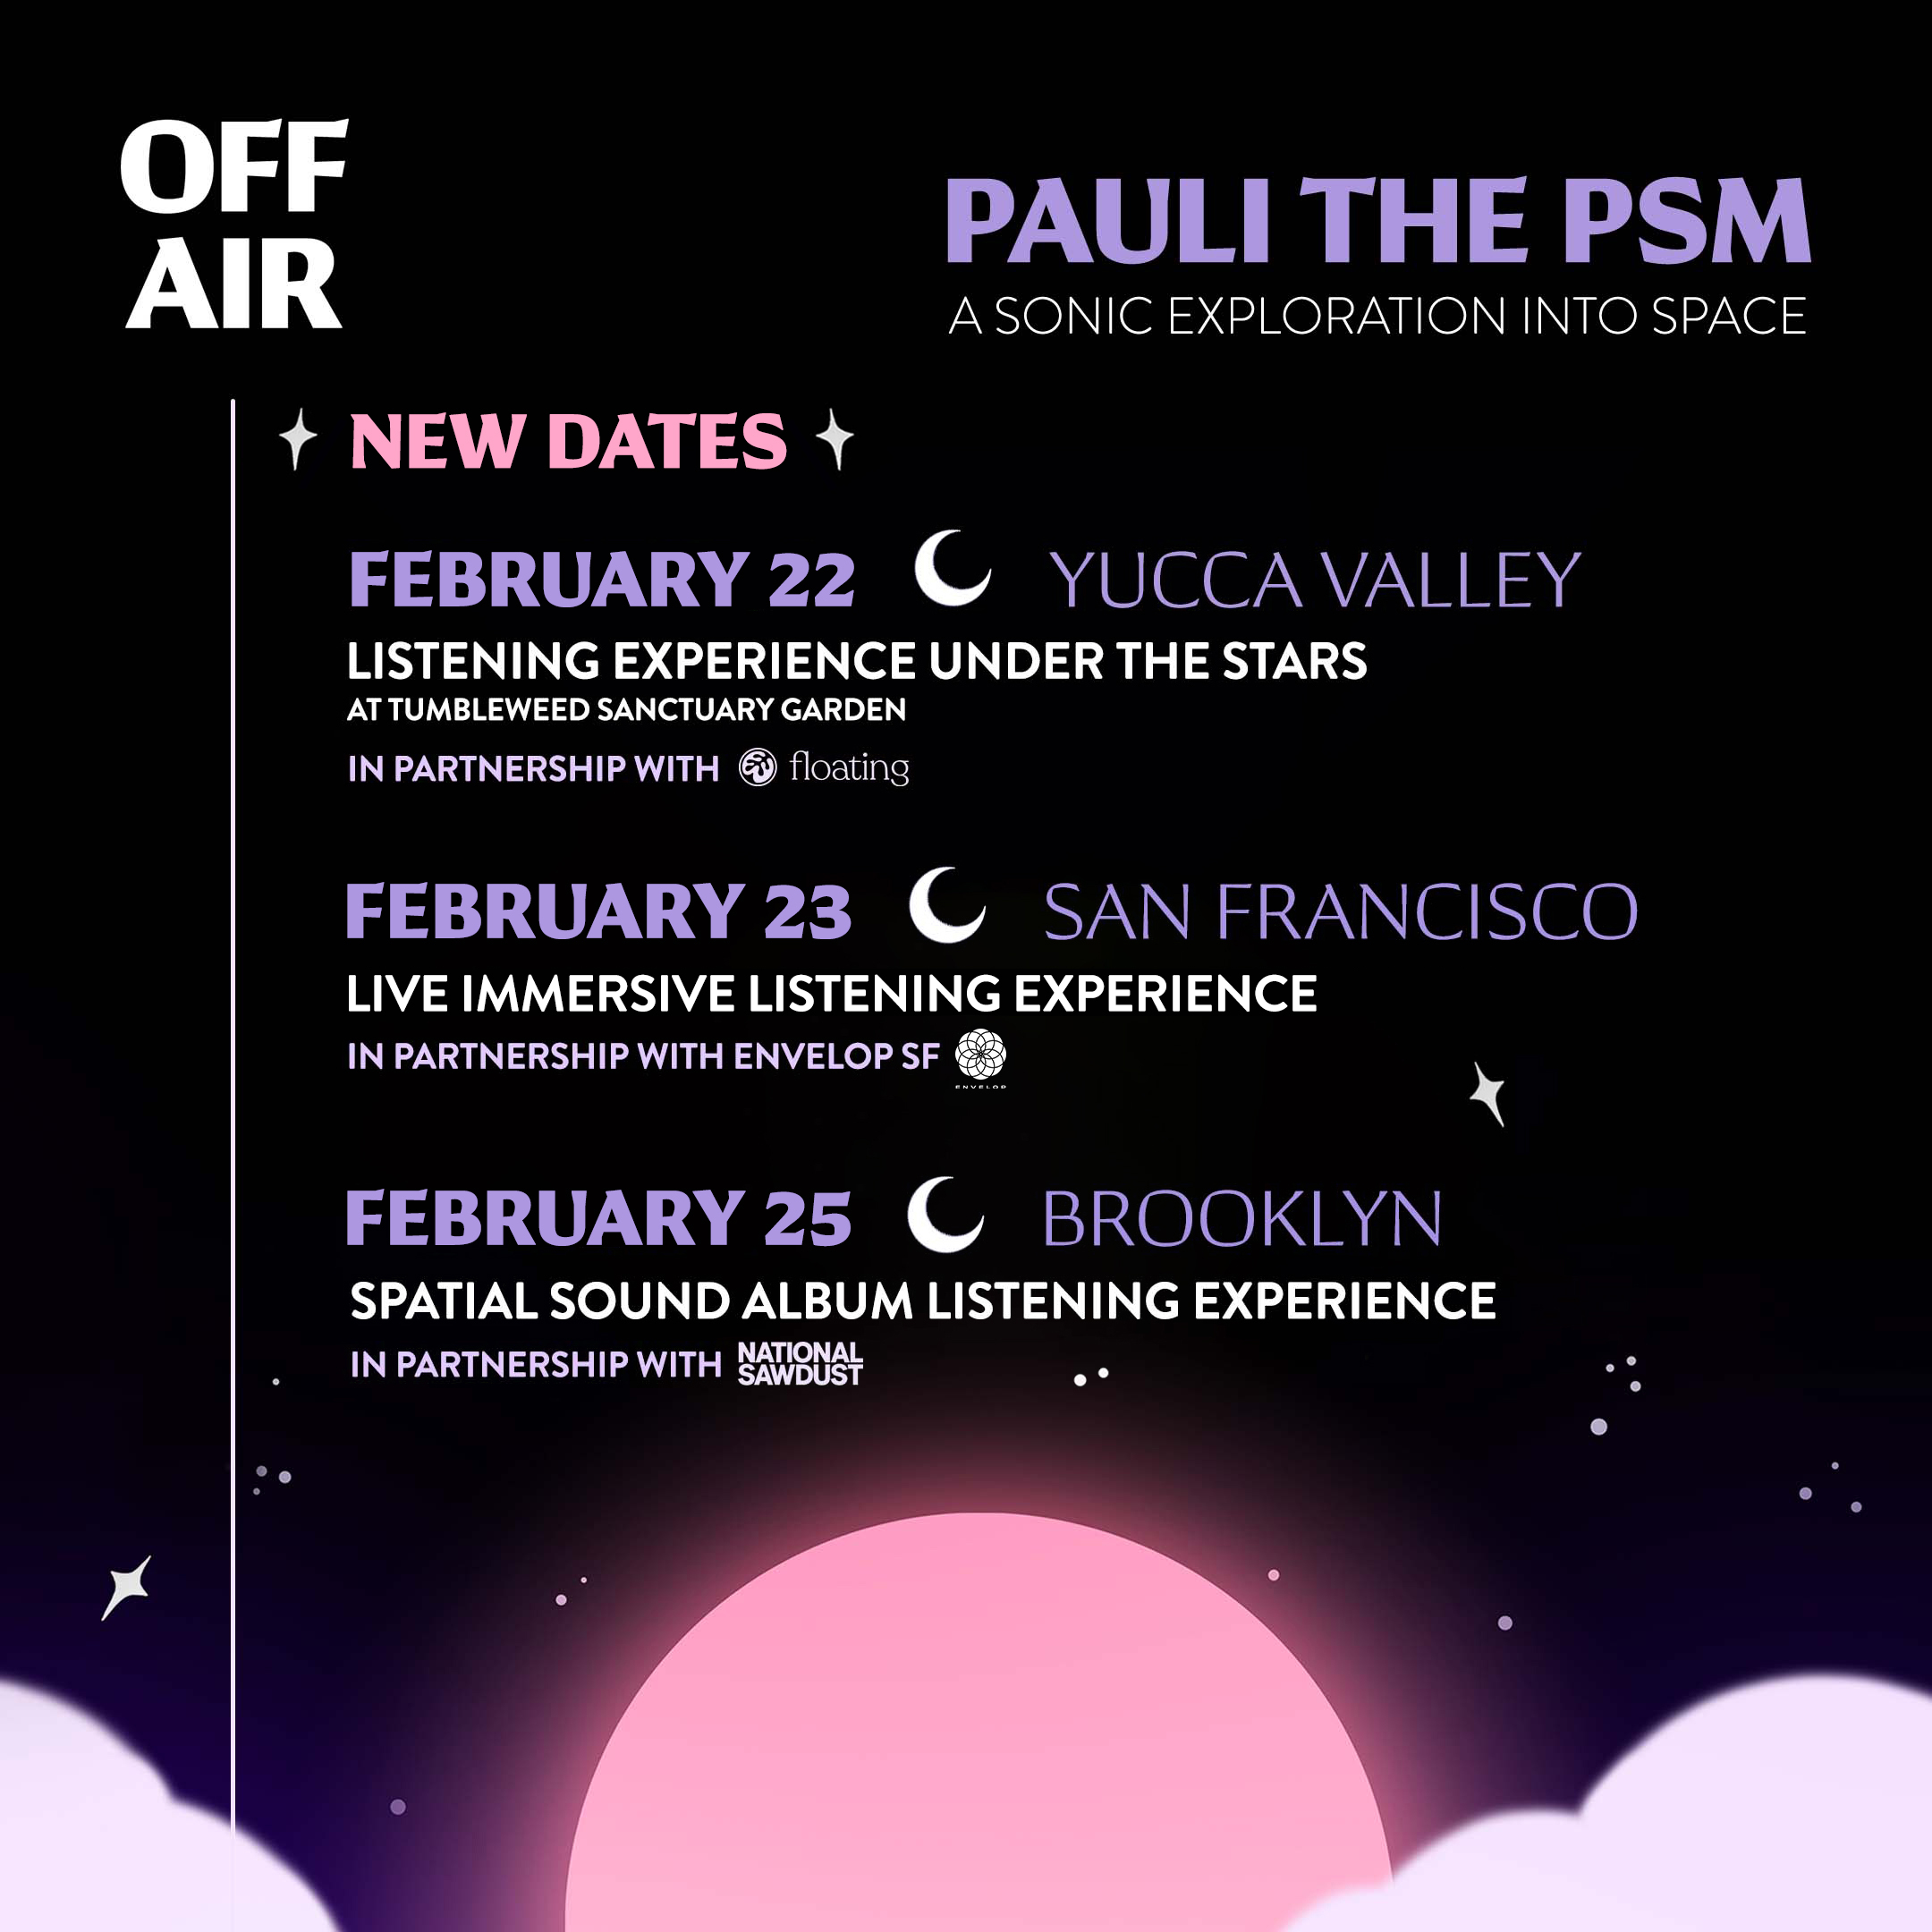 OFF
AIR
PAULI THE PSM
A SONIC EXPLORATION INTO SPACE
NEW DATES
FEBRUARY 22 YUCCA VALLEY
LISTENING EXPERIENCE UNDER THE STARS
AT TUMBLEWEED SANCTUARY GARDEN
IN PARTNERSHIP WITH floating
FEBRUARY 23 SAN FRANCISCO
LIVE IMMERSIVE LISTENING EXPERIENCE
IN PARTNERSHIP WITH ENVELOP SF
ENVELOP
FEBRUARY 25 BROOKLYN
SPATIAL SOUND ALBUM LISTENING EXPERIENCE
IN PARTNERSHIP WITH NATIONAL
SAWDUST